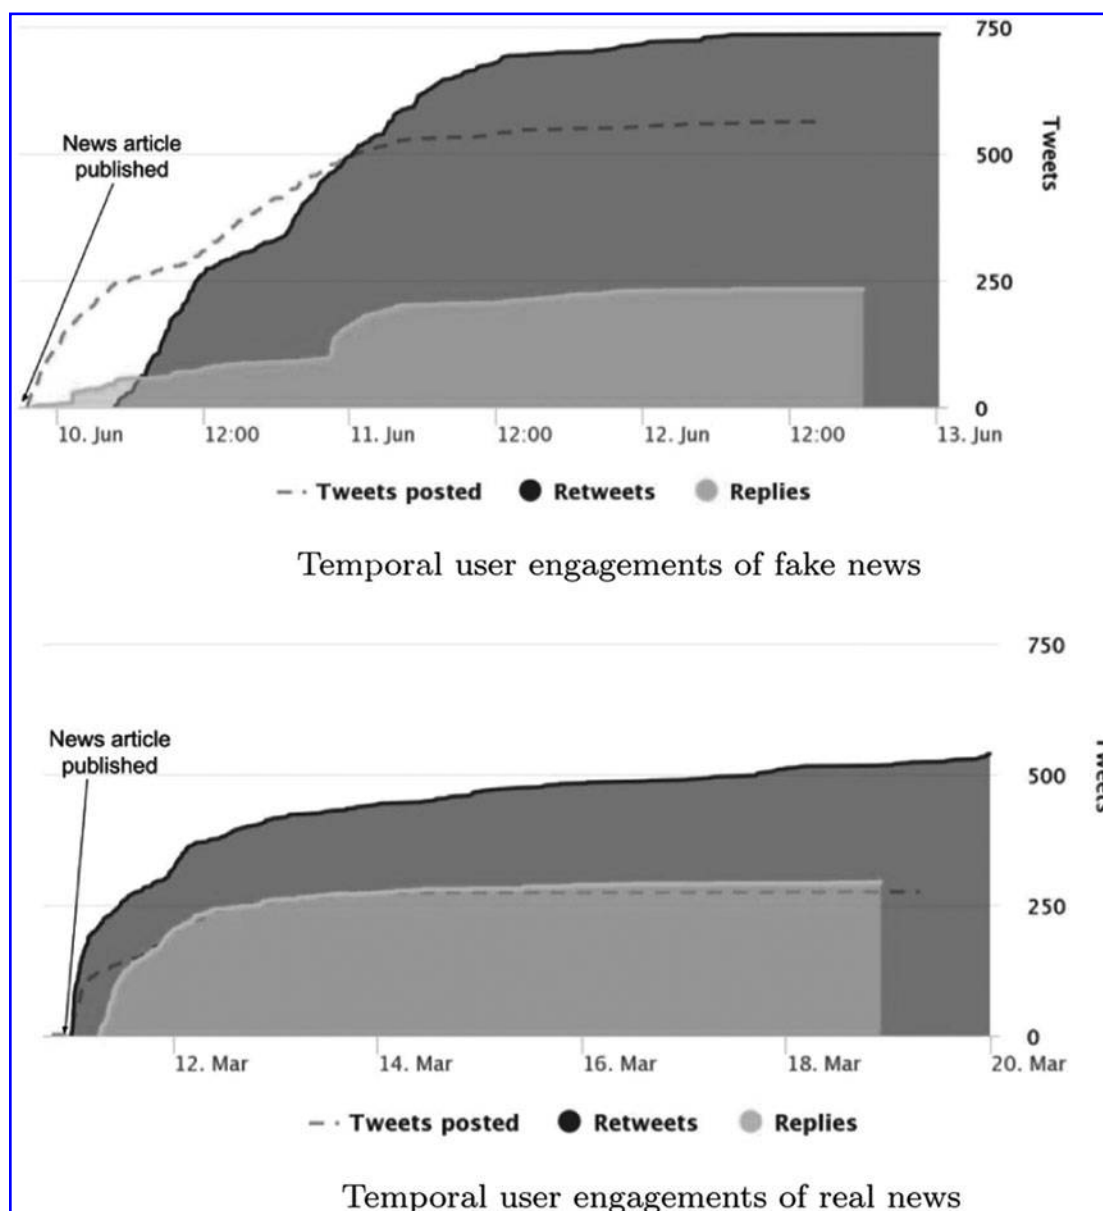 750
News article
published
Tweets
500
250
0
10. Jun 12:00 11. Jun 12:00 12. Jun 12:00 13. Jun
Tweets posted Retweets Replies
Temporal user engagements of fake news
750
News article
published
Tweets
500
250
0
12. Mar 14. Mar 16. Mar 18. Mar 20. Mar
Tweets posted Retweets Replies
Temporal user engagements of real news